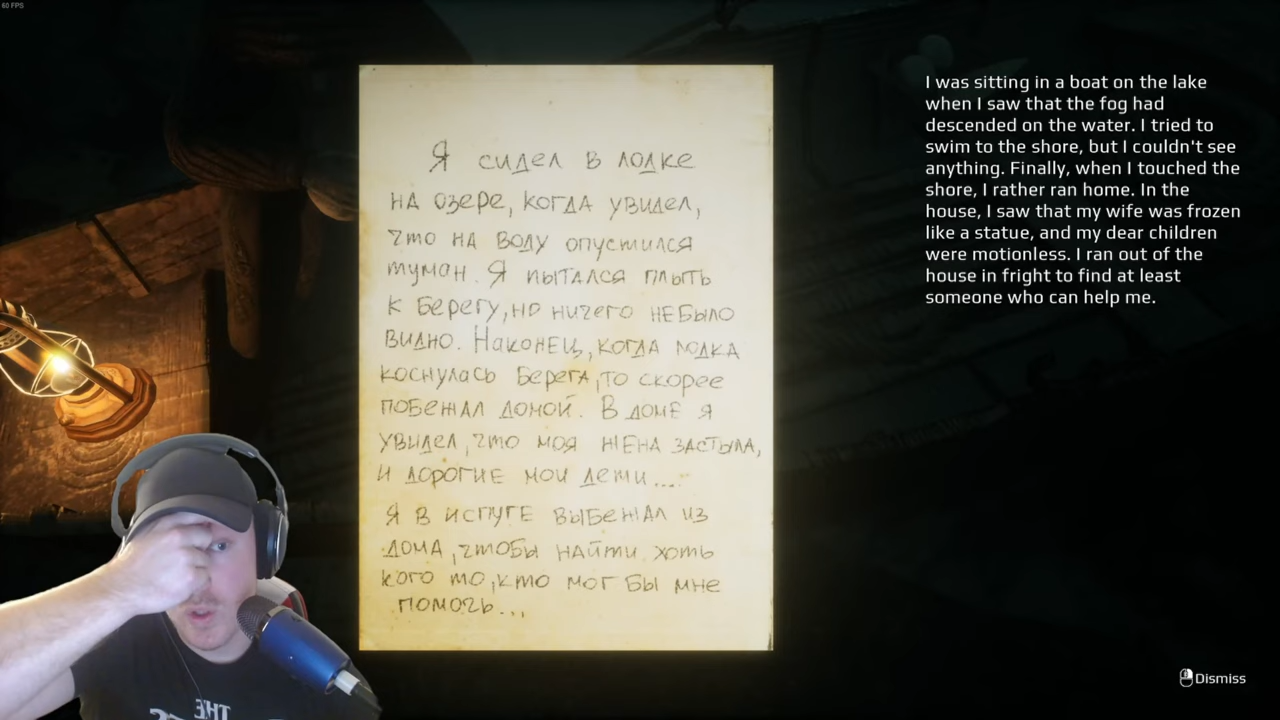 60 FPS
Я сидел в лодке
на озере, когда увидел,
что на воду опустился
туман. Я пытался плыть
к берегу, но ничего небыло
видно. Наконец, когда лодка
коснулась берега, то скорее
побежал домой. В доме я
увидел, что моя жена застыла,
и дорогие мои дети...
Я в испуге выбежал из
дома, чтобы найти хоть
кого то, кто мог бы мне
помочь...
I was sitting in a boat on the lake
when I saw that the fog had
descended on the water. I tried to
swim to the shore, but I couldn't see
anything. Finally, when I touched the
shore, I rather ran home. In the
house, I saw that my wife was frozen
like a statue, and my dear children
were motionless. I ran out of the
house in fright to find at least
someone who can help me.
Dismiss
THE